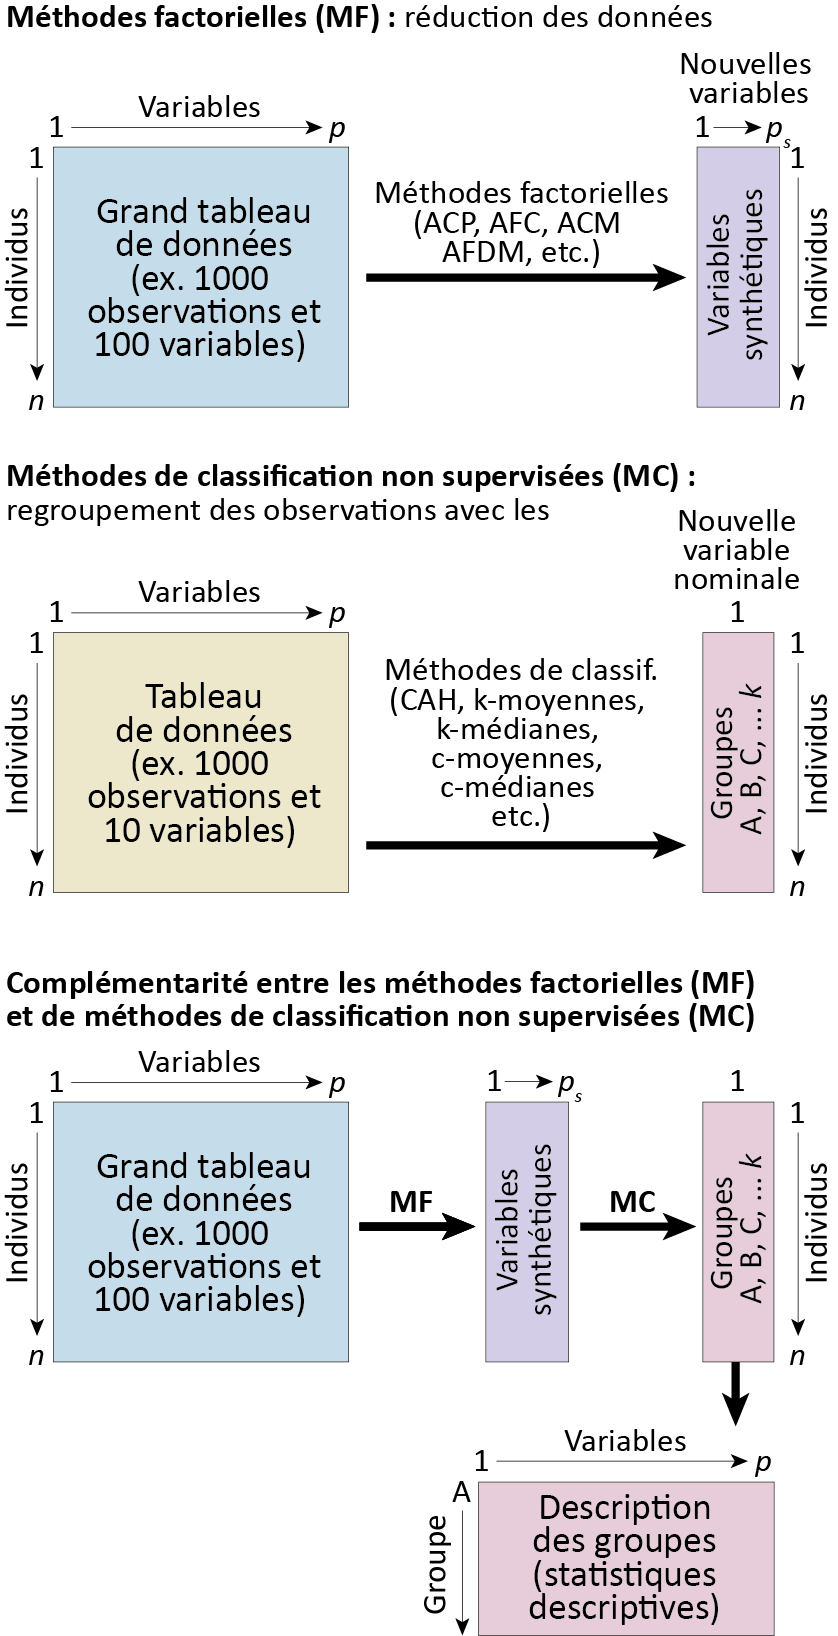 Méthodes factorielles (MF) : réduction des données
Nouvelles
variables
Variables
1 p
1 pₛ
1
Individus
n
Grand tableau
de données
(ex. 1000
observations et
100 variables)
Méthodes factorielles
(ACP, AFC, ACM
AFDM, etc.)
Variables
synthétiques
1
Individus
n
Méthodes de classification non supervisées (MC) :
regroupement des observations avec les
Nouvelle
variable
nominale
Variables
1 p
1
1
Individus
n
Tableau
de données
(ex. 1000
observations et
10 variables)
Méthodes de classif.
(CAH, k-moyennes,
k-médianes,
c-moyennes,
c-médianes
etc.)
Groupes
A, B, C, ... k
1
Individus
n
Complémentarité entre les méthodes factorielles (MF)
et de méthodes de classification non supervisées (MC)
Variables
1 p
1 pₛ
1
1
Individus
n
Grand tableau
de données
(ex. 1000
observations et
100 variables)
MF
Variables
synthétiques
MC
Groupes
A, B, C, ... k
1
Individus
n
Variables
1 p
A
Groupe
Description
des groupes
(statistiques
descriptives)